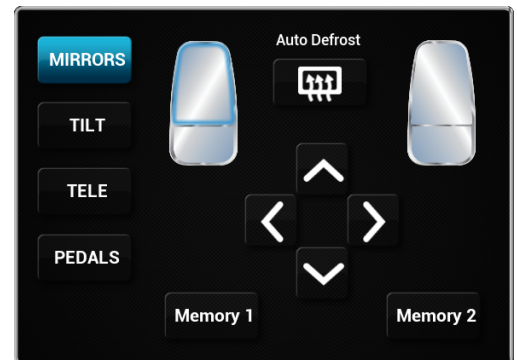 MIRRORS
Auto Defrost
TILT
TELE
PEDALS
Memory 1
Memory 2